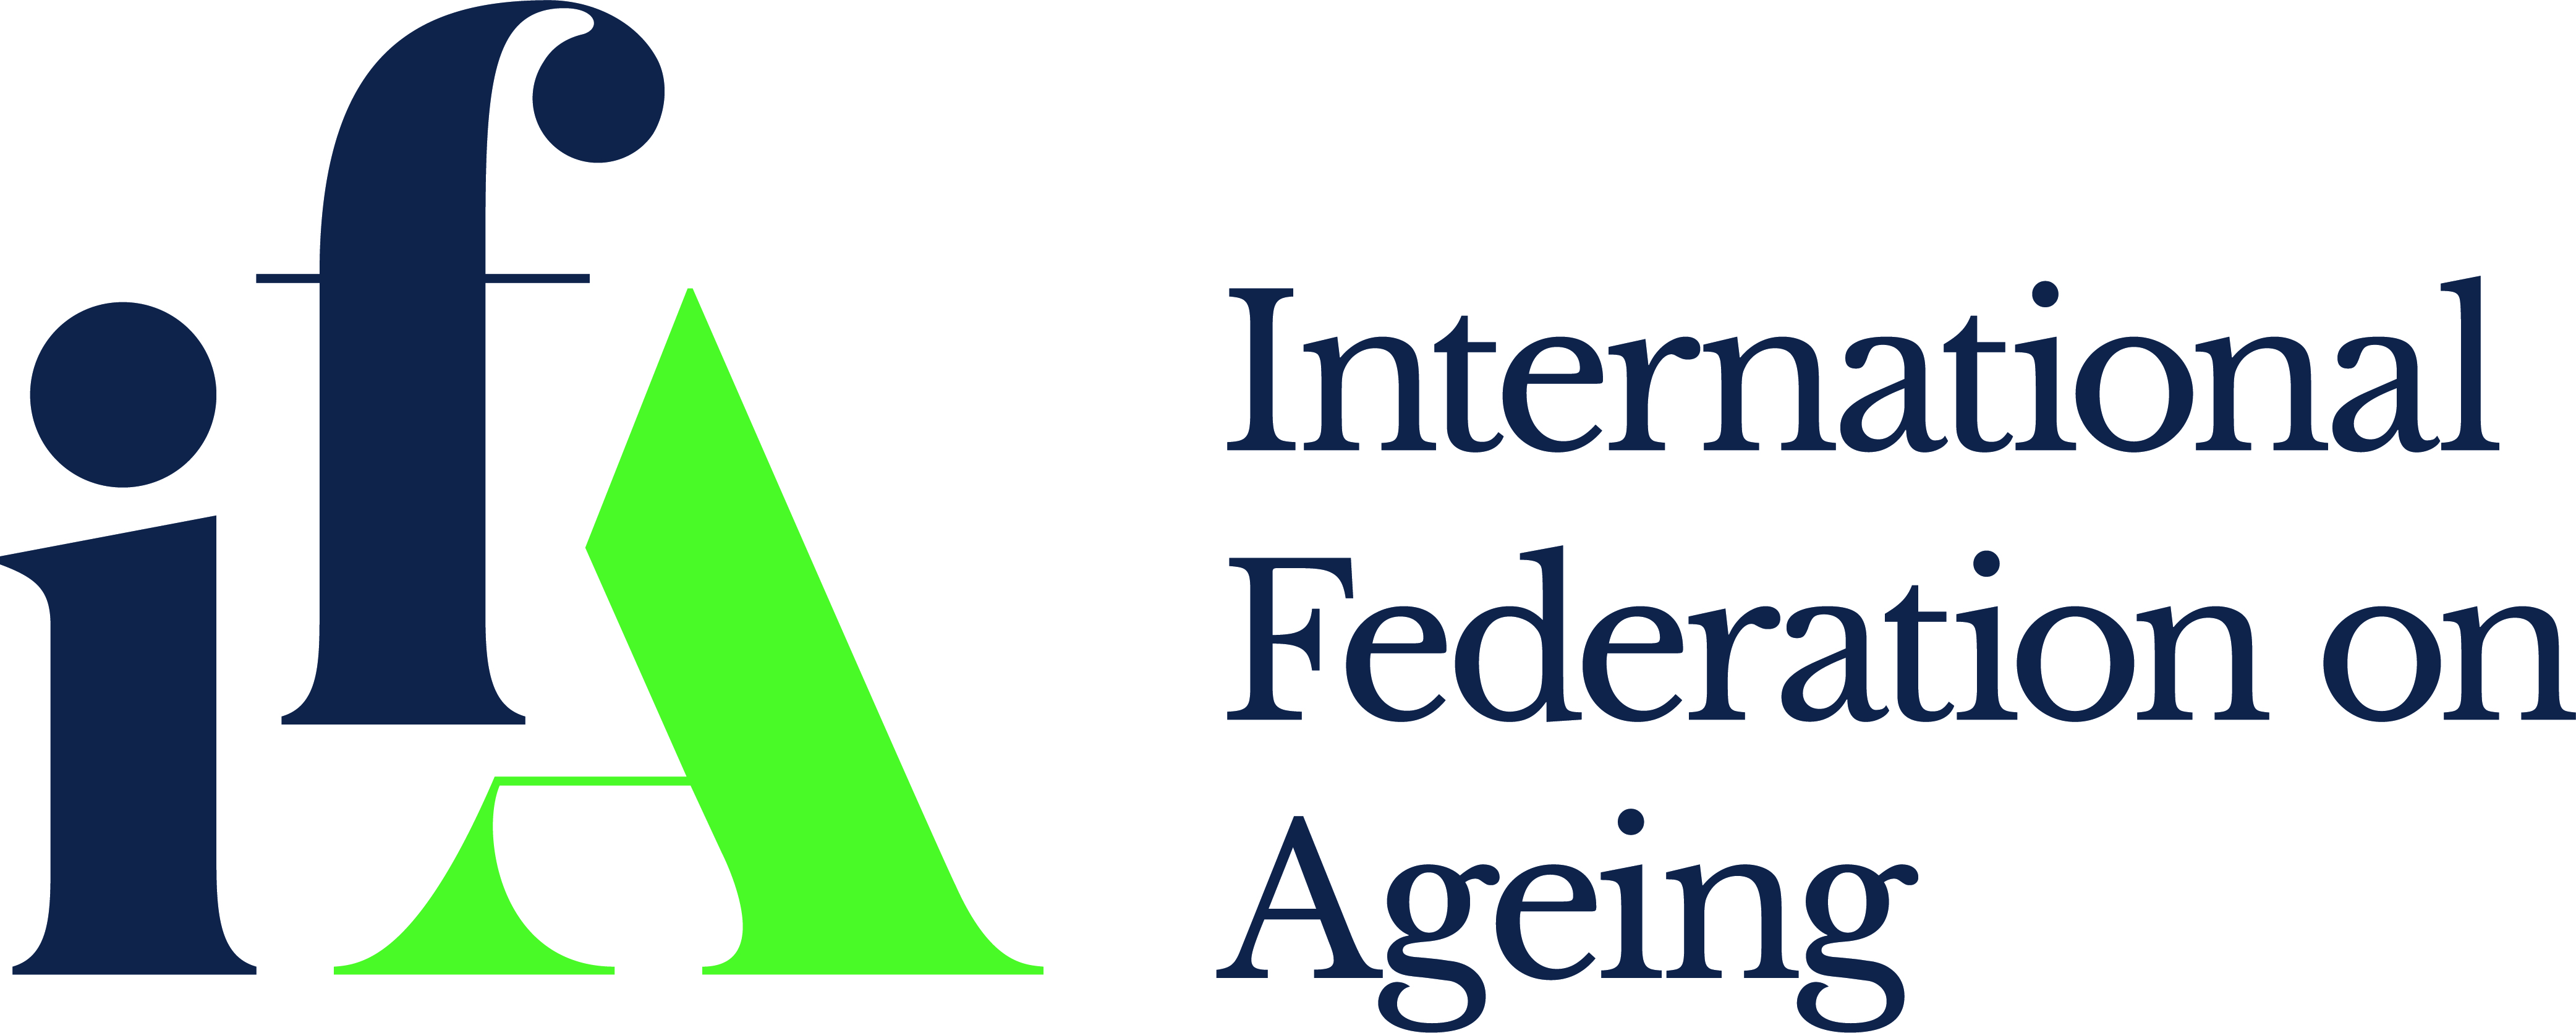 ifA
International
Federation on
Ageing